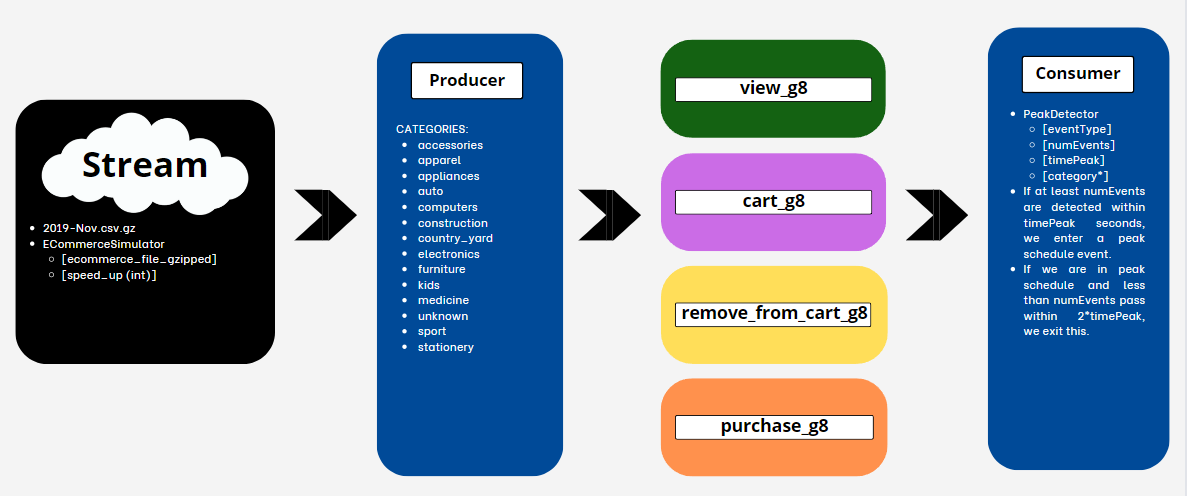 Stream
• 2019-Nov.csv.gz
• ECommerceSimulator
○ [ecommerce_file_gzipped]
○ [speed_up (int)]
Producer
CATEGORIES:
• accessories
• apparel
• appliances
• auto
• computers
• construction
• country_yard
• electronics
• furniture
• kids
• medicine
• unknown
• sport
• stationery
view_g8
cart_g8
remove_from_cart_g8
purchase_g8
Consumer
• PeakDetector
○ [eventType]
○ [numEvents]
○ [timePeak]
○ [category*]
• If at least numEvents
are detected within
timePeak seconds,
we enter a peak
schedule event.
• If we are in peak
schedule and less
than numEvents pass
within 2*timePeak,
we exit this.